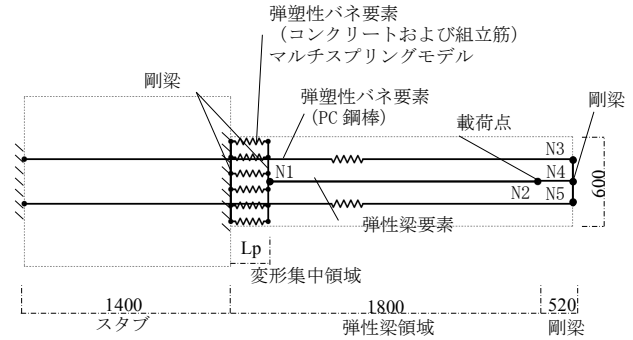 弾塑性バネ要素
（コンクリートおよび組立筋）
マルチスプリングモデル
剛梁
弾塑性バネ要素
(PC 鋼棒)
載荷点
剛梁
N1
N3
N4
N2
N5
600
弾性梁要素
Lp
変形集中領域
1400
1800
520
スタブ
弾性梁領域
剛梁